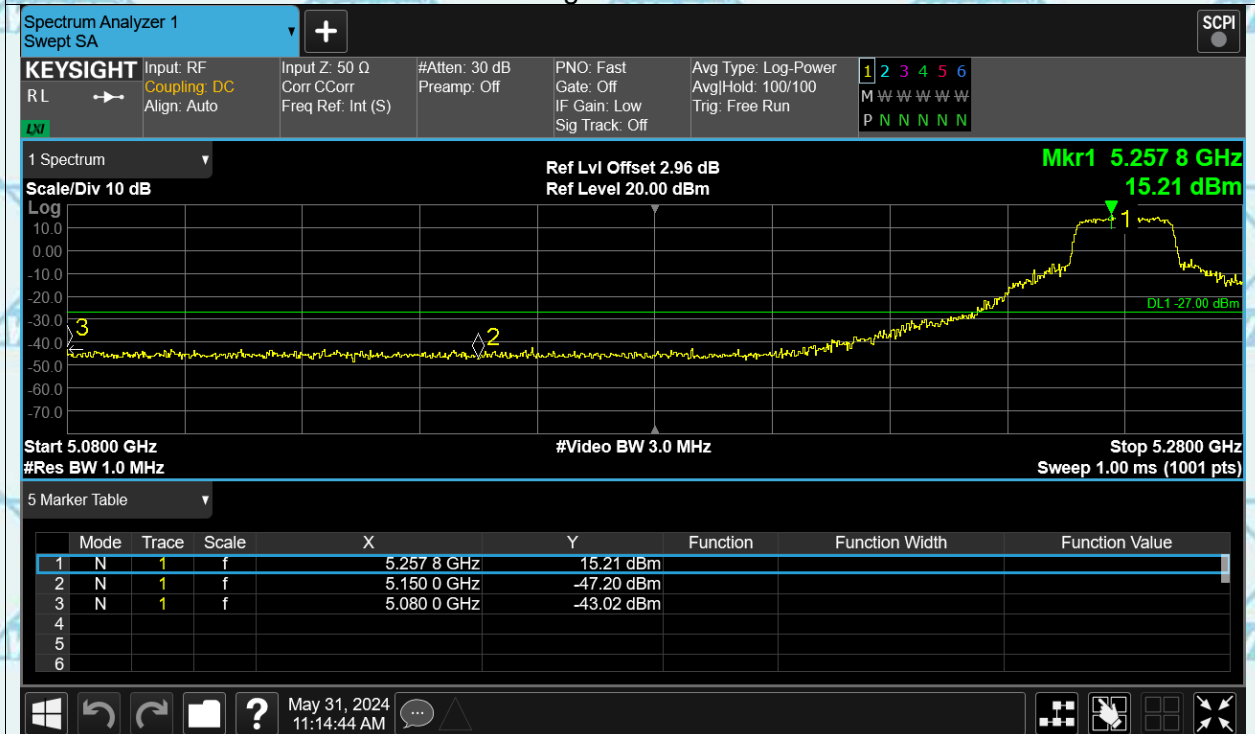 Spectrum Analyzer 1
Swept SA
+
SCPI
KEYSIGHT
R L
LXI
Input: RF
Coupling: DC
Align: Auto
Input Z: 50 Ω
Corr CCorr
Freq Ref: Int (S)
#Atten: 30 dB
Preamp: Off
PNO: Fast
Gate: Off
IF Gain: Low
Sig Track: Off
Avg Type: Log-Power
Avg|Hold: 100/100
Trig: Free Run
1 2 3 4 5 6
M W W W W W
P N N N N N
1 Spectrum
Scale/Div 10 dB
Ref Lvl Offset 2.96 dB
Ref Level 20.00 dBm
Mkr1 5.257 8 GHz
15.21 dBm
Log
10.0
0.00
-10.0
-20.0
-30.0
-40.0
-50.0
-60.0
-70.0
1
2
3
DL1 -27.00 dBm
Start 5.0800 GHz
#Video BW 3.0 MHz
Stop 5.2800 GHz
#Res BW 1.0 MHz
Sweep 1.00 ms (1001 pts)
5 Marker Table
Mode Trace Scale X Y Function Function Width Function Value
1 N 1 f 5.257 8 GHz 15.21 dBm
2 N 1 f 5.150 0 GHz -47.20 dBm
3 N 1 f 5.080 0 GHz -43.02 dBm
4
5
6
?
May 31, 2024
11:14:44 AM